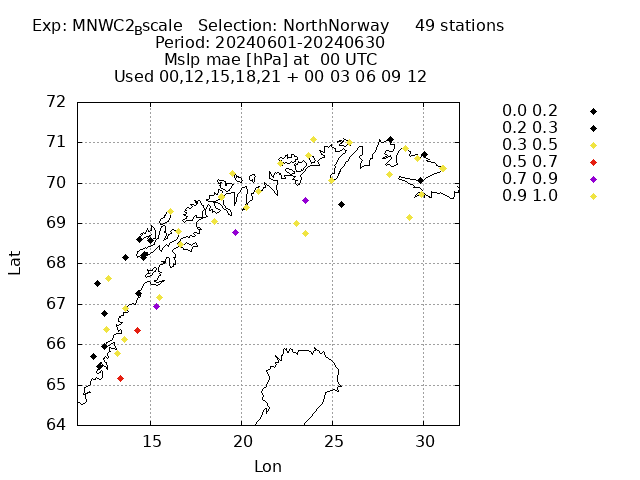 Exp: MNWC2_Bscale   Selection: NorthNorway     49 stations
Period: 20240601-20240630
Mslp mae [hPa] at  00 UTC
Used 00,12,15,18,21 + 00 03 06 09 12
0.0 0.2
0.2 0.3
0.3 0.5
0.5 0.7
0.7 0.9
0.9 1.0
72
71
70
69
68
67
66
65
64
Lat
15 20 25 30
Lon